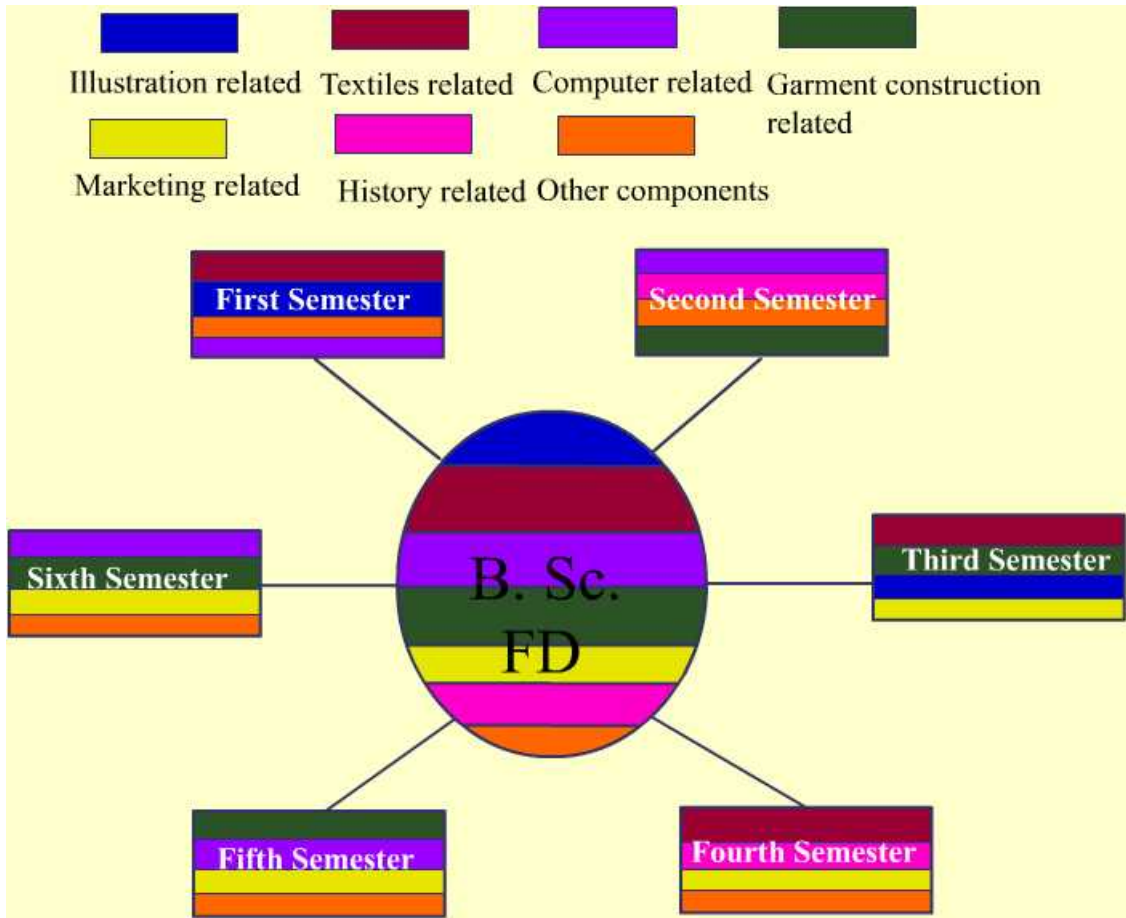 Illustration related
Textiles related
Computer related
Garment construction
related
Marketing related
History related
Other components
First Semester
Second Semester
Sixth Semester
B. Sc.
FD
Third Semester
Fifth Semester
Fourth Semester